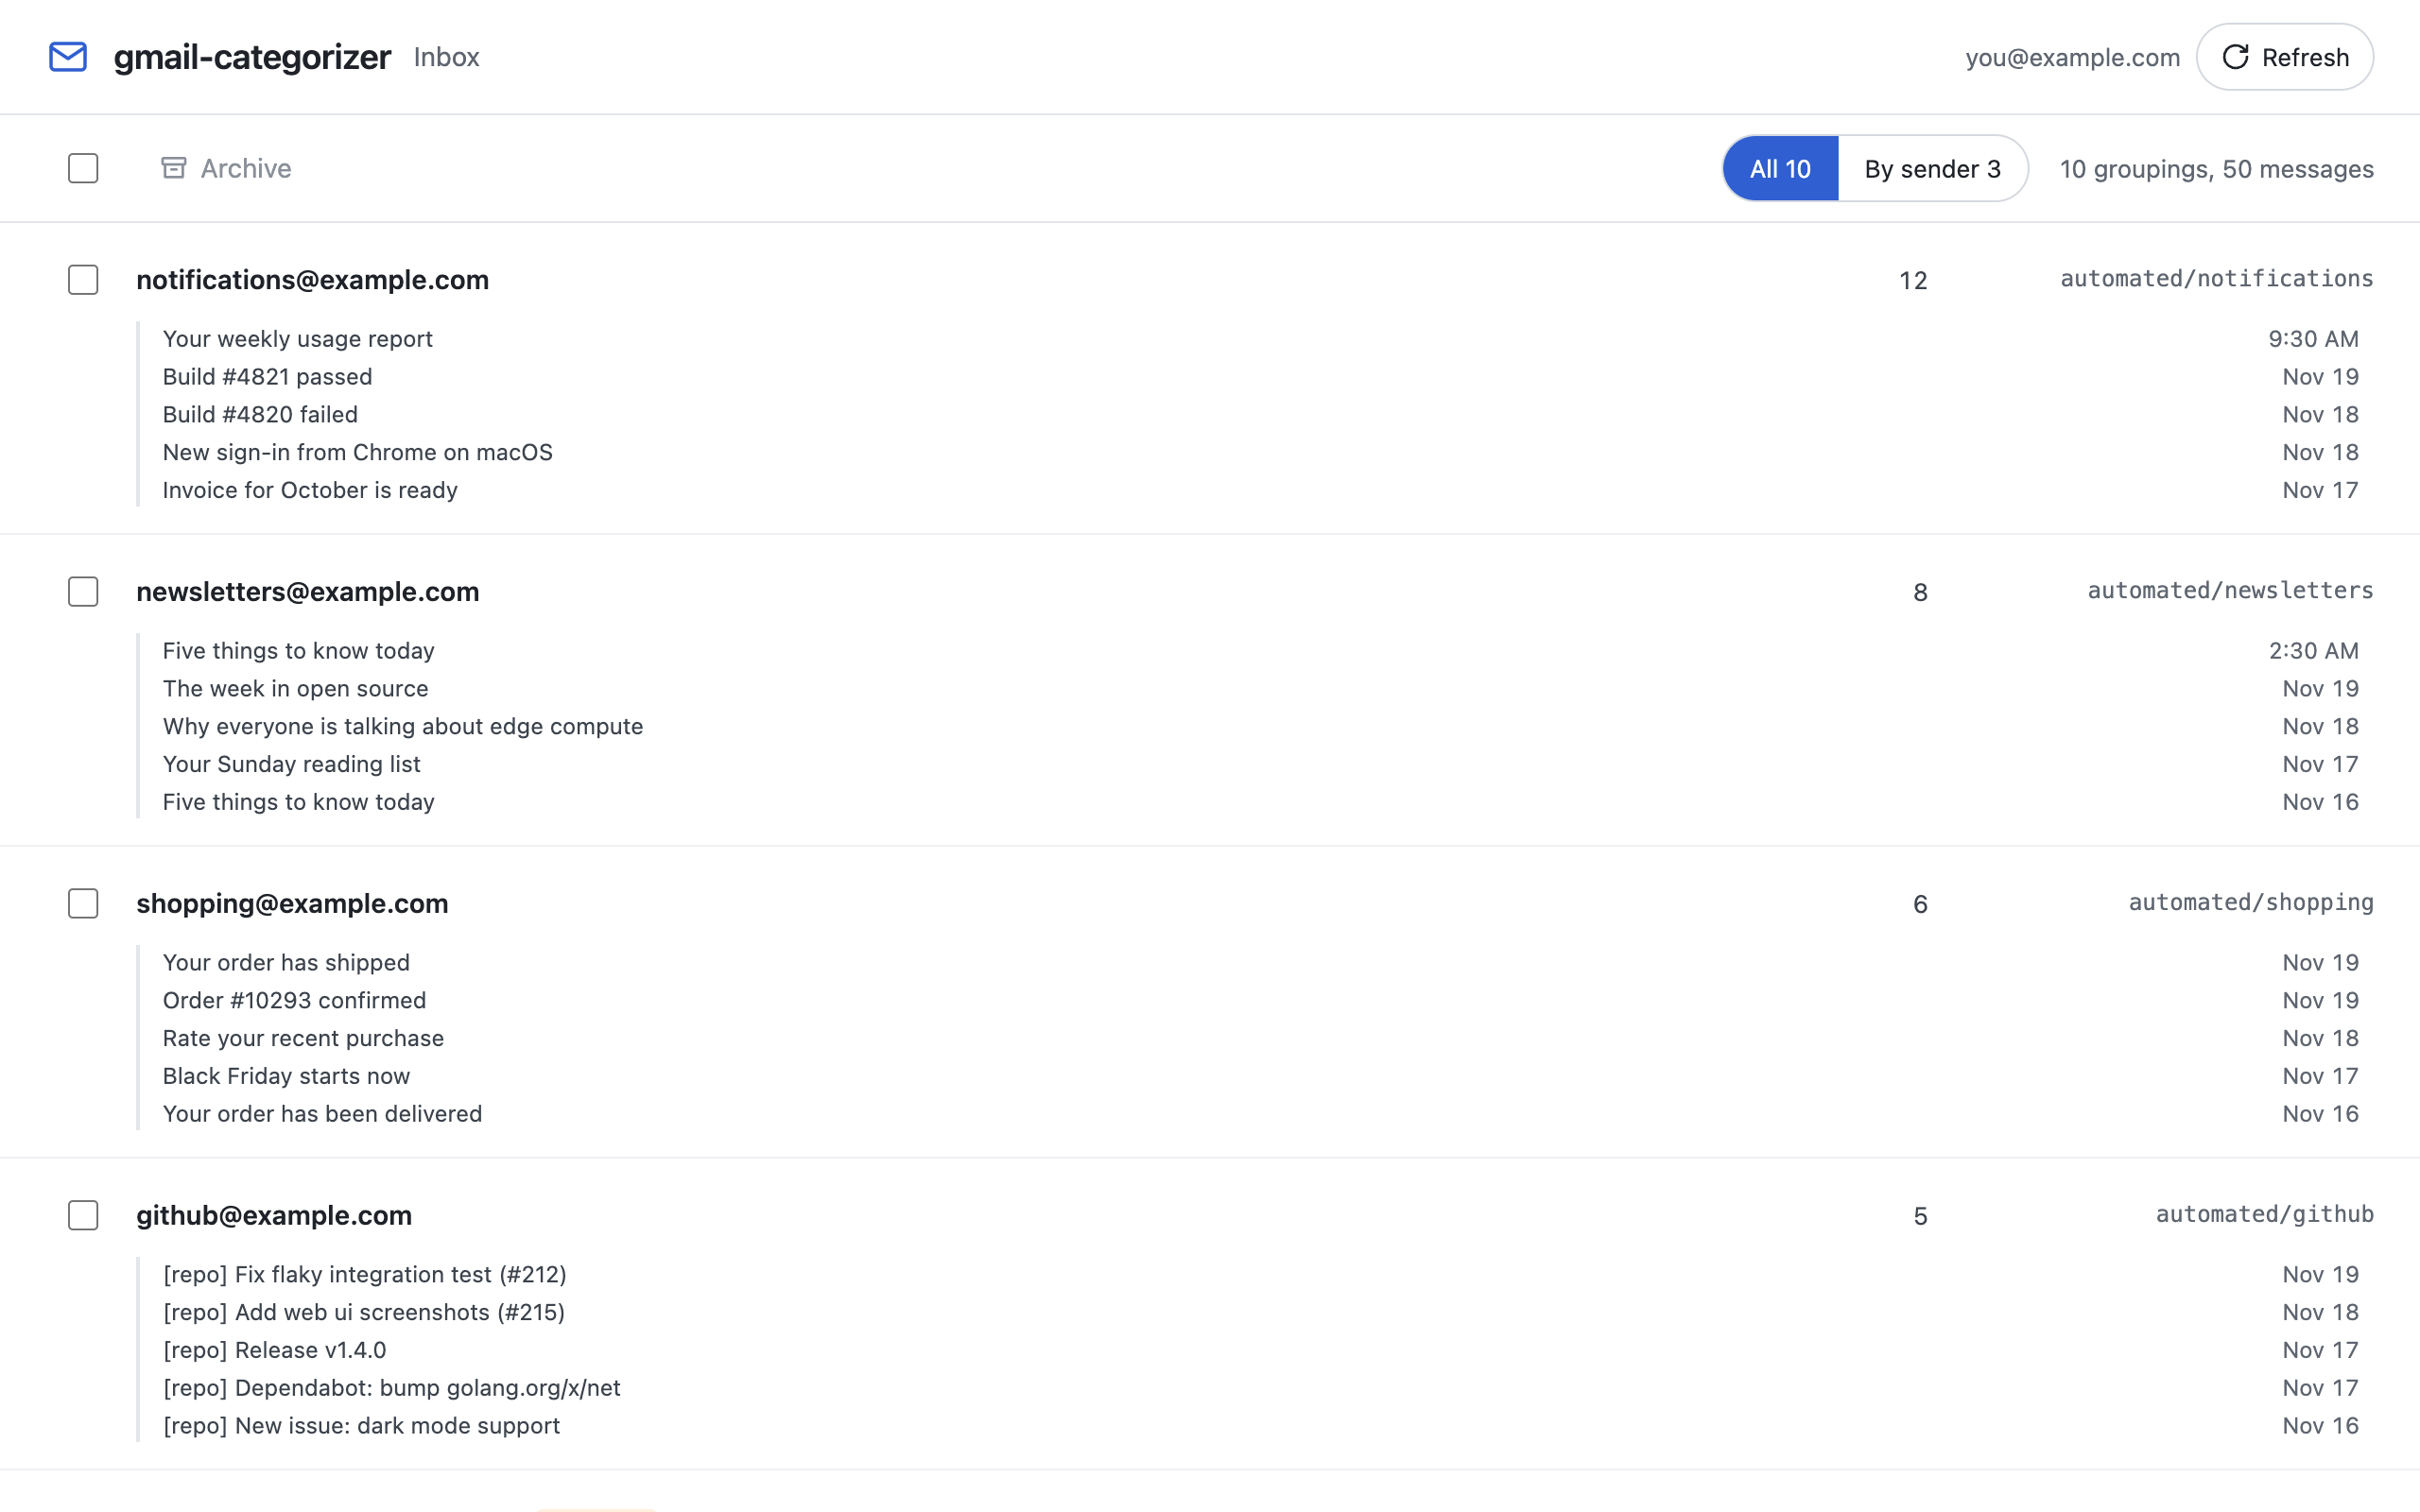 gmail-categorizer Inbox you@example.com Refresh
Archive All 10 By sender 3 10 groupings, 50 messages
notifications@example.com 12 automated/notifications
Your weekly usage report 9:30 AM
Build #4821 passed Nov 19
Build #4820 failed Nov 18
New sign-in from Chrome on macOS Nov 18
Invoice for October is ready Nov 17
newsletters@example.com 8 automated/newsletters
Five things to know today 2:30 AM
The week in open source Nov 19
Why everyone is talking about edge compute Nov 18
Your Sunday reading list Nov 17
Five things to know today Nov 16
shopping@example.com 6 automated/shopping
Your order has shipped Nov 19
Order #10293 confirmed Nov 19
Rate your recent purchase Nov 18
Black Friday starts now Nov 17
Your order has been delivered Nov 16
github@example.com 5 automated/github
[repo] Fix flaky integration test (#212) Nov 19
[repo] Add web ui screenshots (#215) Nov 18
[repo] Release v1.4.0 Nov 17
[repo] Dependabot: bump golang.org/x/net Nov 17
[repo] New issue: dark mode support Nov 16